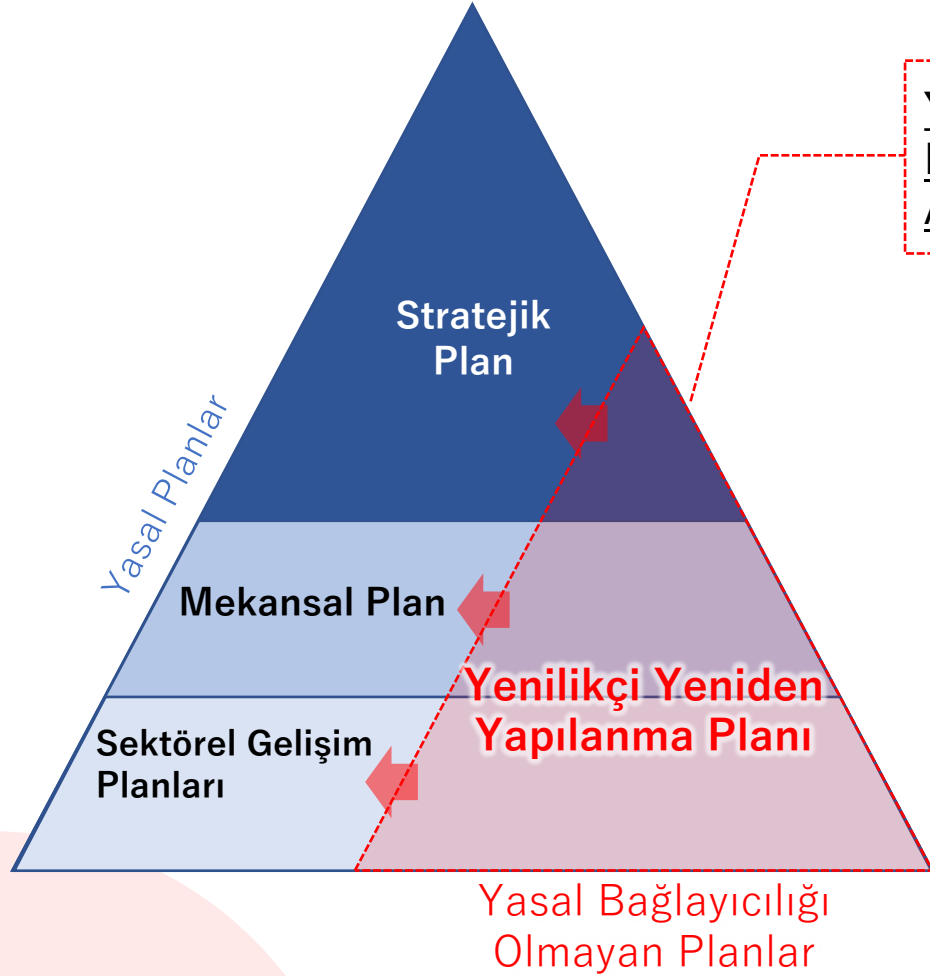 Stratejik
Plan
Yasal Planlar
Mekansal Plan
Yenilikçi Yeniden
Yapılanma Planı
Sektörel Gelişim
Planları
Yasal Bağlayıcılığı
Olmayan Planlar